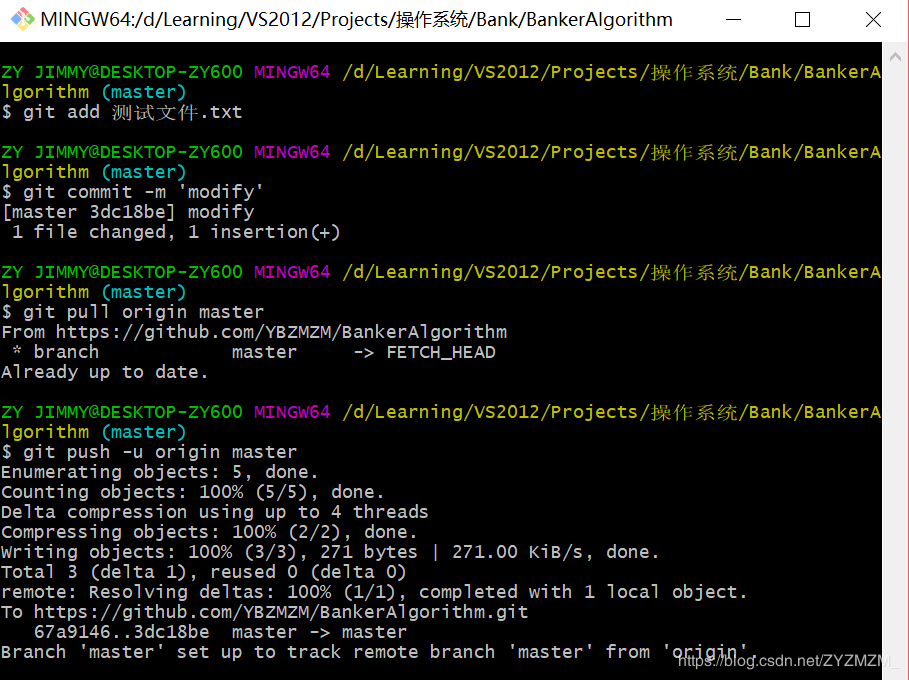 MINGW64:/d/Learning/VS2012/Projects/操作系统/Bank/BankerAlgorithm
ZY JIMMY@DESKTOP-ZY600 MINGW64 /d/Learning/VS2012/Projects/操作系统/Bank/BankerA
lgorithm (master)
$ git add 测试文件.txt
ZY JIMMY@DESKTOP-ZY600 MINGW64 /d/Learning/VS2012/Projects/操作系统/Bank/BankerA
lgorithm (master)
$ git commit -m 'modify'
[master 3dc18be] modify
 1 file changed, 1 insertion(+)
ZY JIMMY@DESKTOP-ZY600 MINGW64 /d/Learning/VS2012/Projects/操作系统/Bank/BankerA
lgorithm (master)
$ git pull origin master
From https://github.com/YBZMZM/BankerAlgorithm
 * branch            master     -> FETCH_HEAD
Already up to date.
ZY JIMMY@DESKTOP-ZY600 MINGW64 /d/Learning/VS2012/Projects/操作系统/Bank/BankerA
lgorithm (master)
$ git push -u origin master
Enumerating objects: 5, done.
Counting objects: 100% (5/5), done.
Delta compression using up to 4 threads
Compressing objects: 100% (2/2), done.
Writing objects: 100% (3/3), 271 bytes | 271.00 KiB/s, done.
Total 3 (delta 1), reused 0 (delta 0)
remote: Resolving deltas: 100% (1/1), completed with 1 local object.
To https://github.com/YBZMZM/BankerAlgorithm.git
   67a9146..3dc18be  master -> master
Branch 'master' set up to track remote branch 'master' from 'origin'.
https://blog.csdn.net/ZYZMZM_